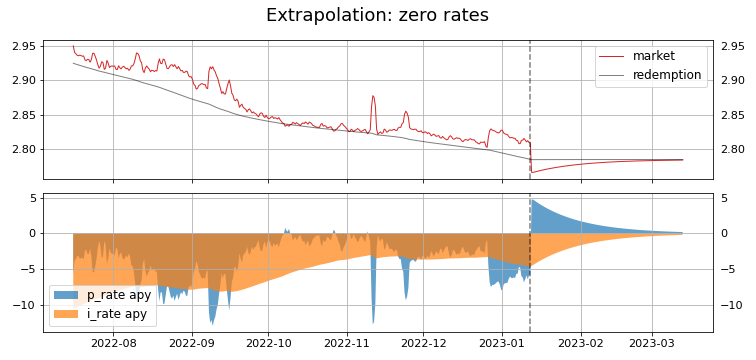 Extrapolation: zero rates
2.95
2.90
2.85
2.80
2.95
2.90
2.85
2.80
market
redemption
5
0
−5
−10
5
0
−5
−10
p_rate apy
i_rate apy
2022-08 2022-09 2022-10 2022-11 2022-12 2023-01 2023-02 2023-03